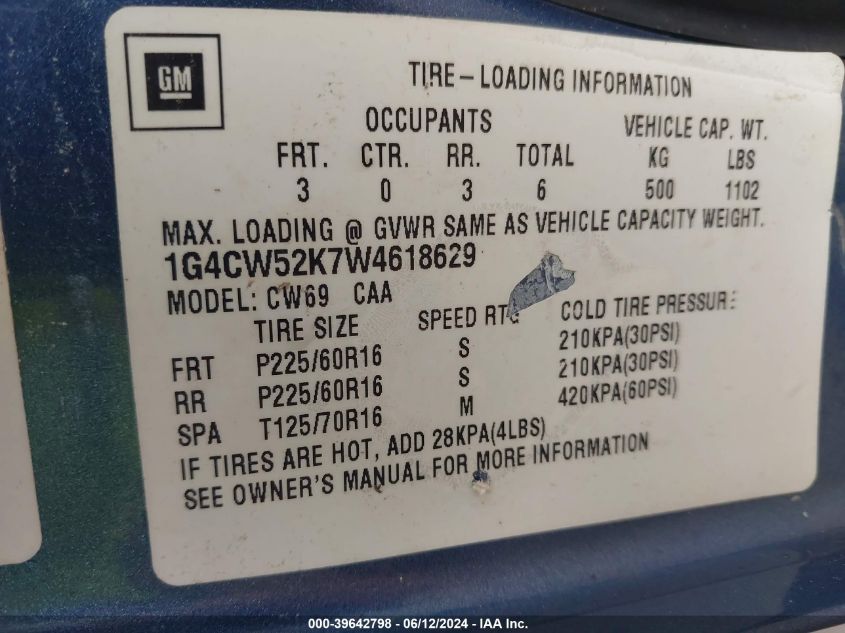 GM
TIRE-LOADING INFORMATION
OCCUPANTS VEHICLE CAP. WT.
FRT. CTR. RR. TOTAL KG LBS
3 0 3 6 500 1102
MAX. LOADING @ GVWR SAME AS VEHICLE CAPACITY WEIGHT.
1G4CW52K7W4618629
MODEL: CW69 CAA
TIRE SIZE SPEED RTG COLD TIRE PRESSURE
FRT P225/60R16 S 210KPA(30PSI)
RR P225/60R16 S 210KPA(30PSI)
SPA T125/70R16 M 420KPA(60PSI)
IF TIRES ARE HOT, ADD 28KPA(4LBS)
SEE OWNER'S MANUAL FOR MORE INFORMATION
000-39642798 - 06/12/2024 - IAA Inc.